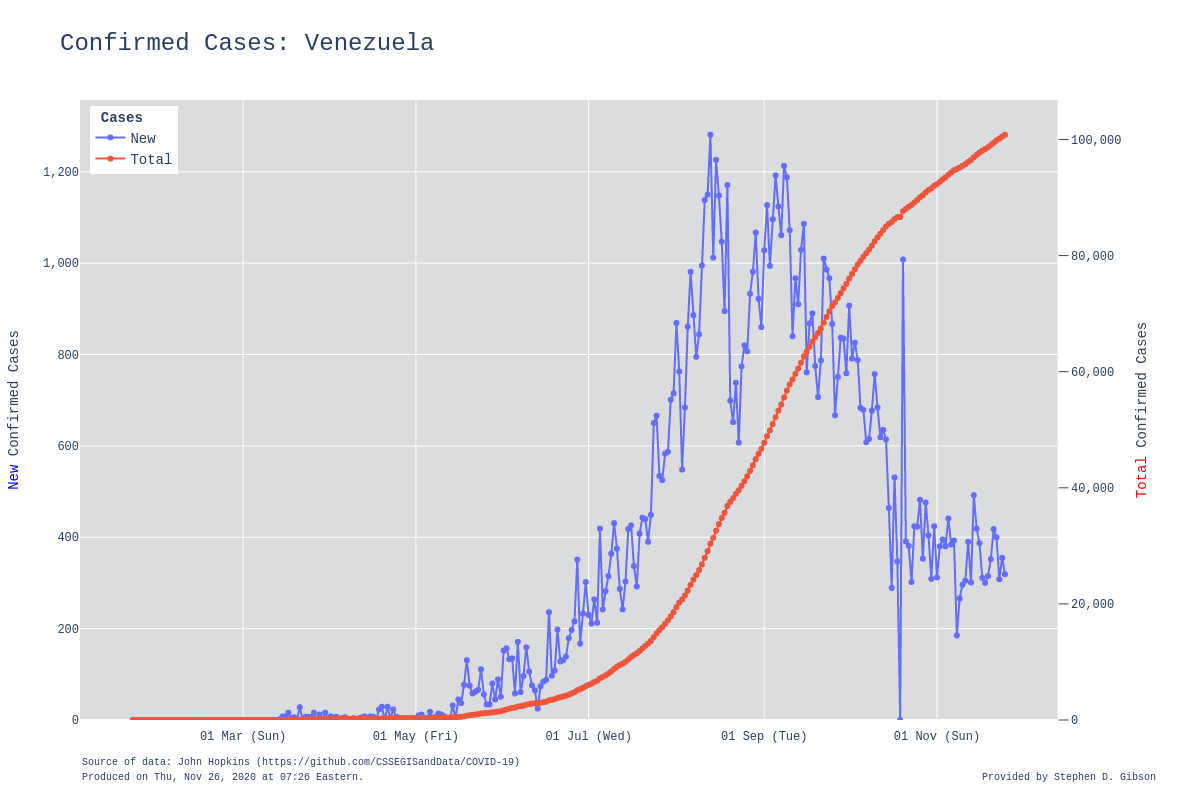 Confirmed Cases: Venezuela
Cases
New
Total
1,200
1,000
800
600
400
200
0
100,000
80,000
60,000
40,000
20,000
0
New Confirmed Cases
Total Confirmed Cases
01 Mar (Sun)
01 May (Fri)
01 Jul (Wed)
01 Sep (Tue)
01 Nov (Sun)
Source of data: John Hopkins (https://github.com/CSSEGISandData/COVID-19)
Produced on Thu, Nov 26, 2020 at 07:26 Eastern.
Provided by Stephen D. Gibson